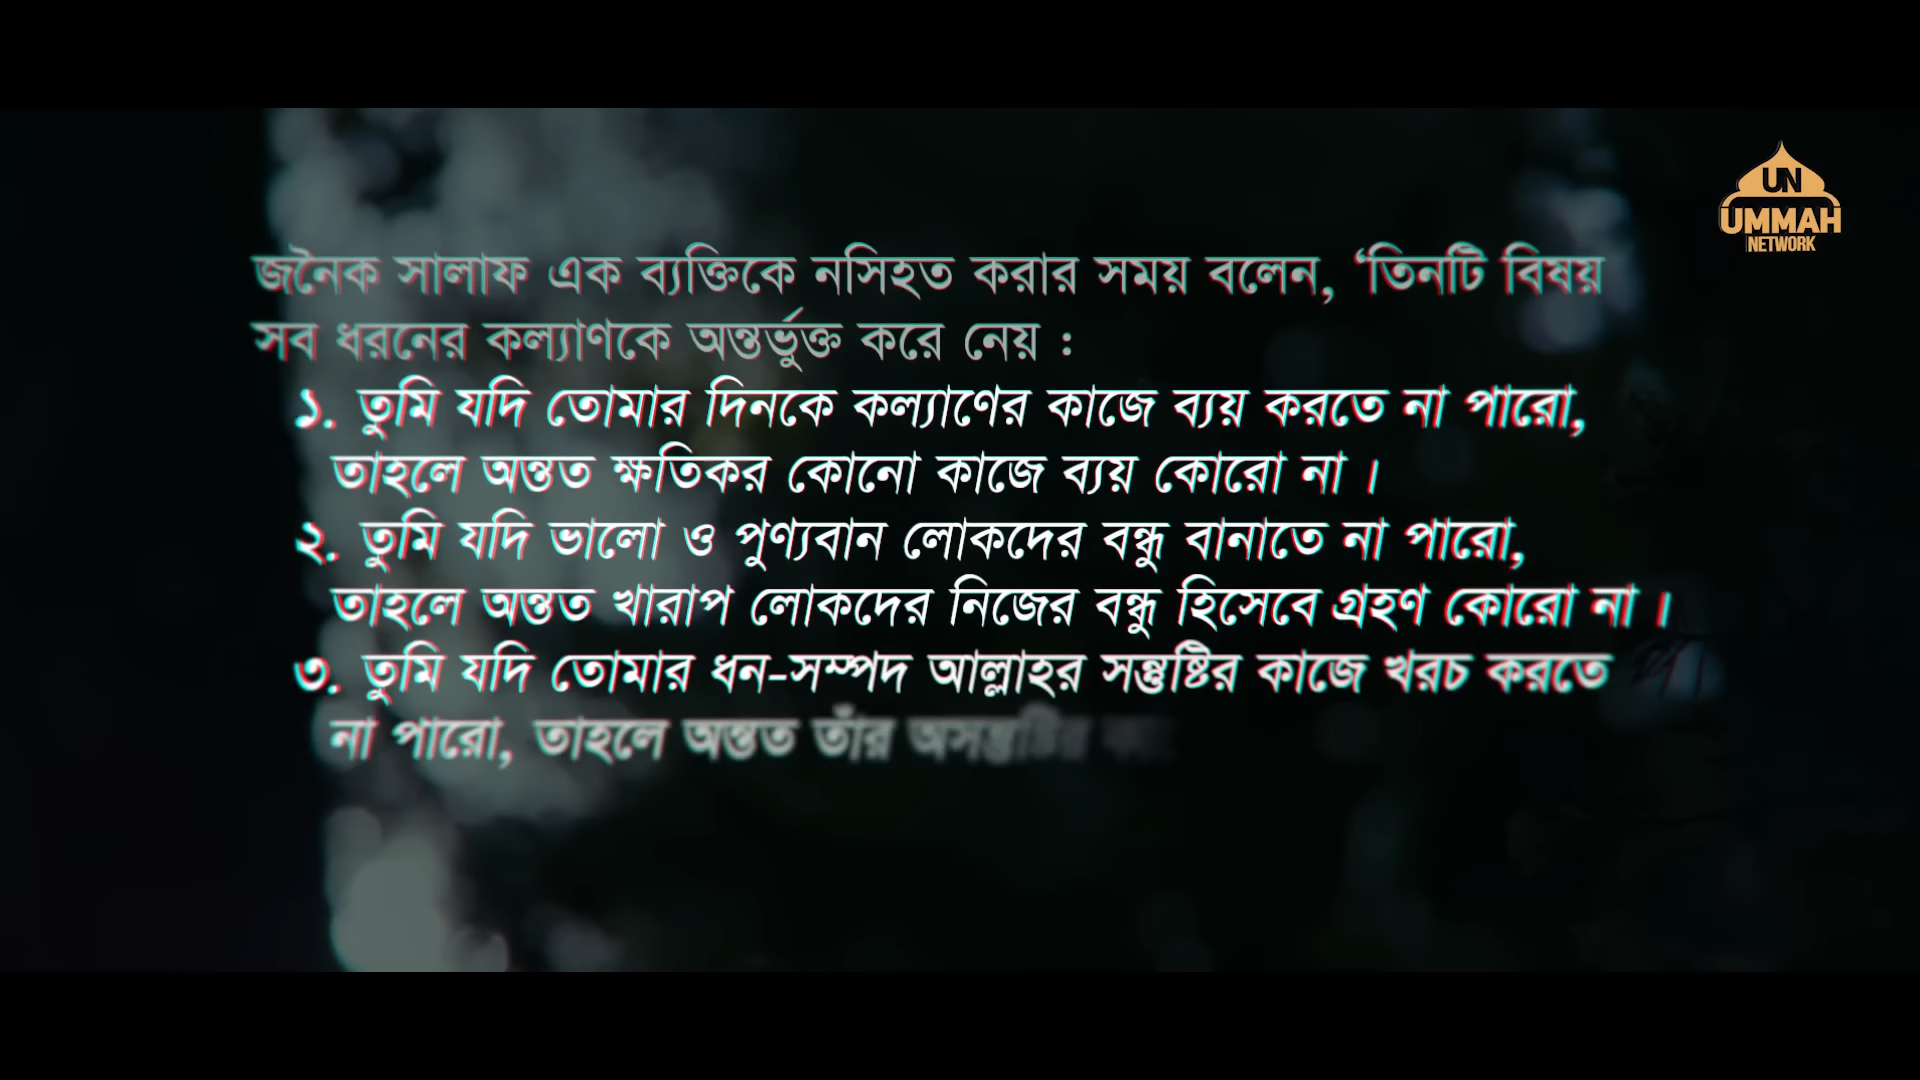 জনৈক সালাফ এক ব্যক্তিকে নসিহত করার সময় বলেন, ‘তিনটি বিষয়
সব ধরনের কল্যাণকে অন্তর্ভুক্ত করে নেয় :
১. তুমি যদি তোমার দিনকে কল্যাণের কাজে ব্যয় করতে না পারো,
তাহলে অন্তত ক্ষতিকর কোনো কাজে ব্যয় কোরো না।
২. তুমি যদি ভালো ও পুণ্যবান লোকদের বন্ধু বানাতে না পারো,
তাহলে অন্তত খারাপ লোকদের নিজের বন্ধু হিসেবে গ্রহণ কোরো না।
৩. তুমি যদি তোমার ধন-সম্পদ আল্লাহর সন্তুষ্টির কাজে খরচ করতে
না পারো, তাহলে অন্তত তাঁর অসন্তুষ্টির
UN
UMMAH
NETWORK